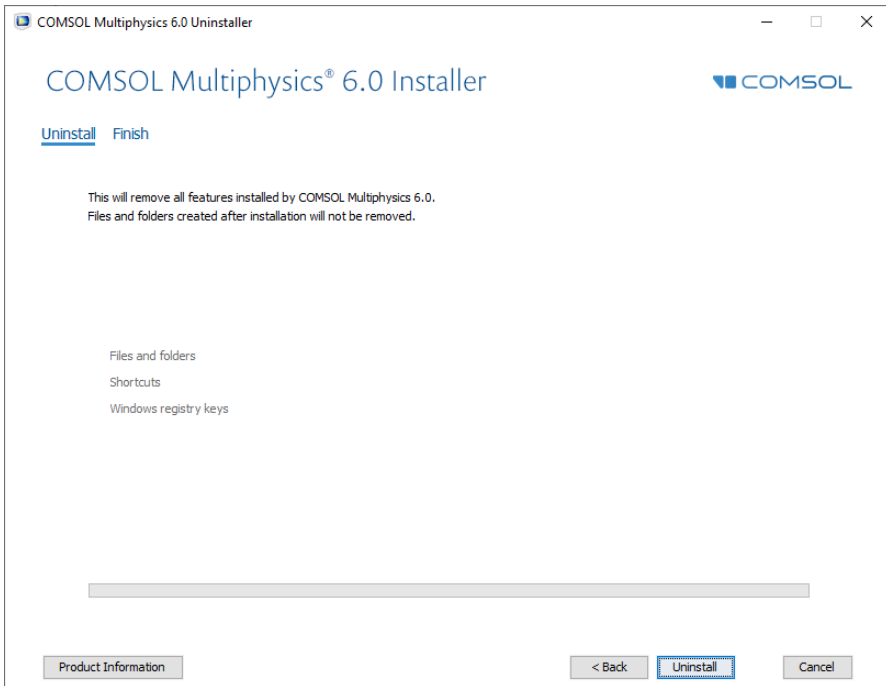 COMSOL Multiphysics 6.0 Uninstaller
COMSOL Multiphysics® 6.0 Installer
COMSOL
Uninstall Finish
This will remove all features installed by COMSOL Multiphysics 6.0.
Files and folders created after installation will not be removed.
Files and folders
Shortcuts
Windows registry keys
Product Information < Back Uninstall Cancel